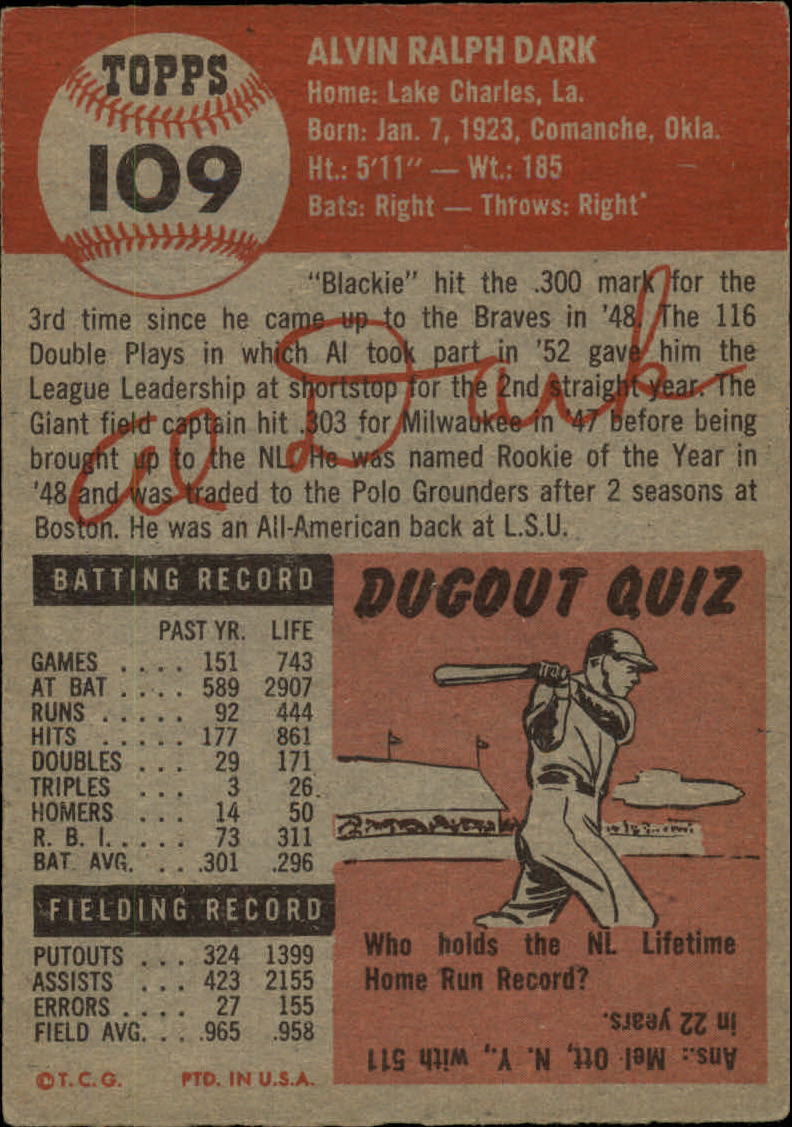 TOPPS
109
ALVIN RALPH DARK
Home: Lake Charles, La.
Born: Jan. 7, 1923, Comanche, Okla.
Ht.: 5'11" — Wt.: 185
Bats: Right — Throws: Right
"Blackie" hit the .300 mark for the
3rd time since he came up to the Braves in '48. The 116
Double Plays in which Al took part in '52 gave him the
League Leadership at shortstop for the 2nd straight year. The
Giant field captain hit .303 for Milwaukee in '47 before being
brought up to the NL. He was named Rookie of the Year in
'48 and was traded to the Polo Grounders after 2 seasons at
Boston. He was an All-American back at L.S.U.
Al Dark
BATTING RECORD
PAST YR. LIFE
GAMES . . . . 151 743
AT BAT . . . . 589 2907
RUNS . . . . . 92 444
HITS . . . . . 177 861
DOUBLES . . . 29 171
TRIPLES . . . 3 26
HOMERS . . . 14 50
R. B. I. . . . . 73 311
BAT. AVG. . . .301 .296
FIELDING RECORD
PUTOUTS . . . 324 1399
ASSISTS . . . 423 2155
ERRORS . . . . 27 155
FIELD AVG. . . .965 .958
©T.C.G. PTD. IN U.S.A.
DUGOUT QUIZ
Who holds the NL Lifetime
Home Run Record?
Ans.: Mel Ott, N. Y., with 511
in 22 years.